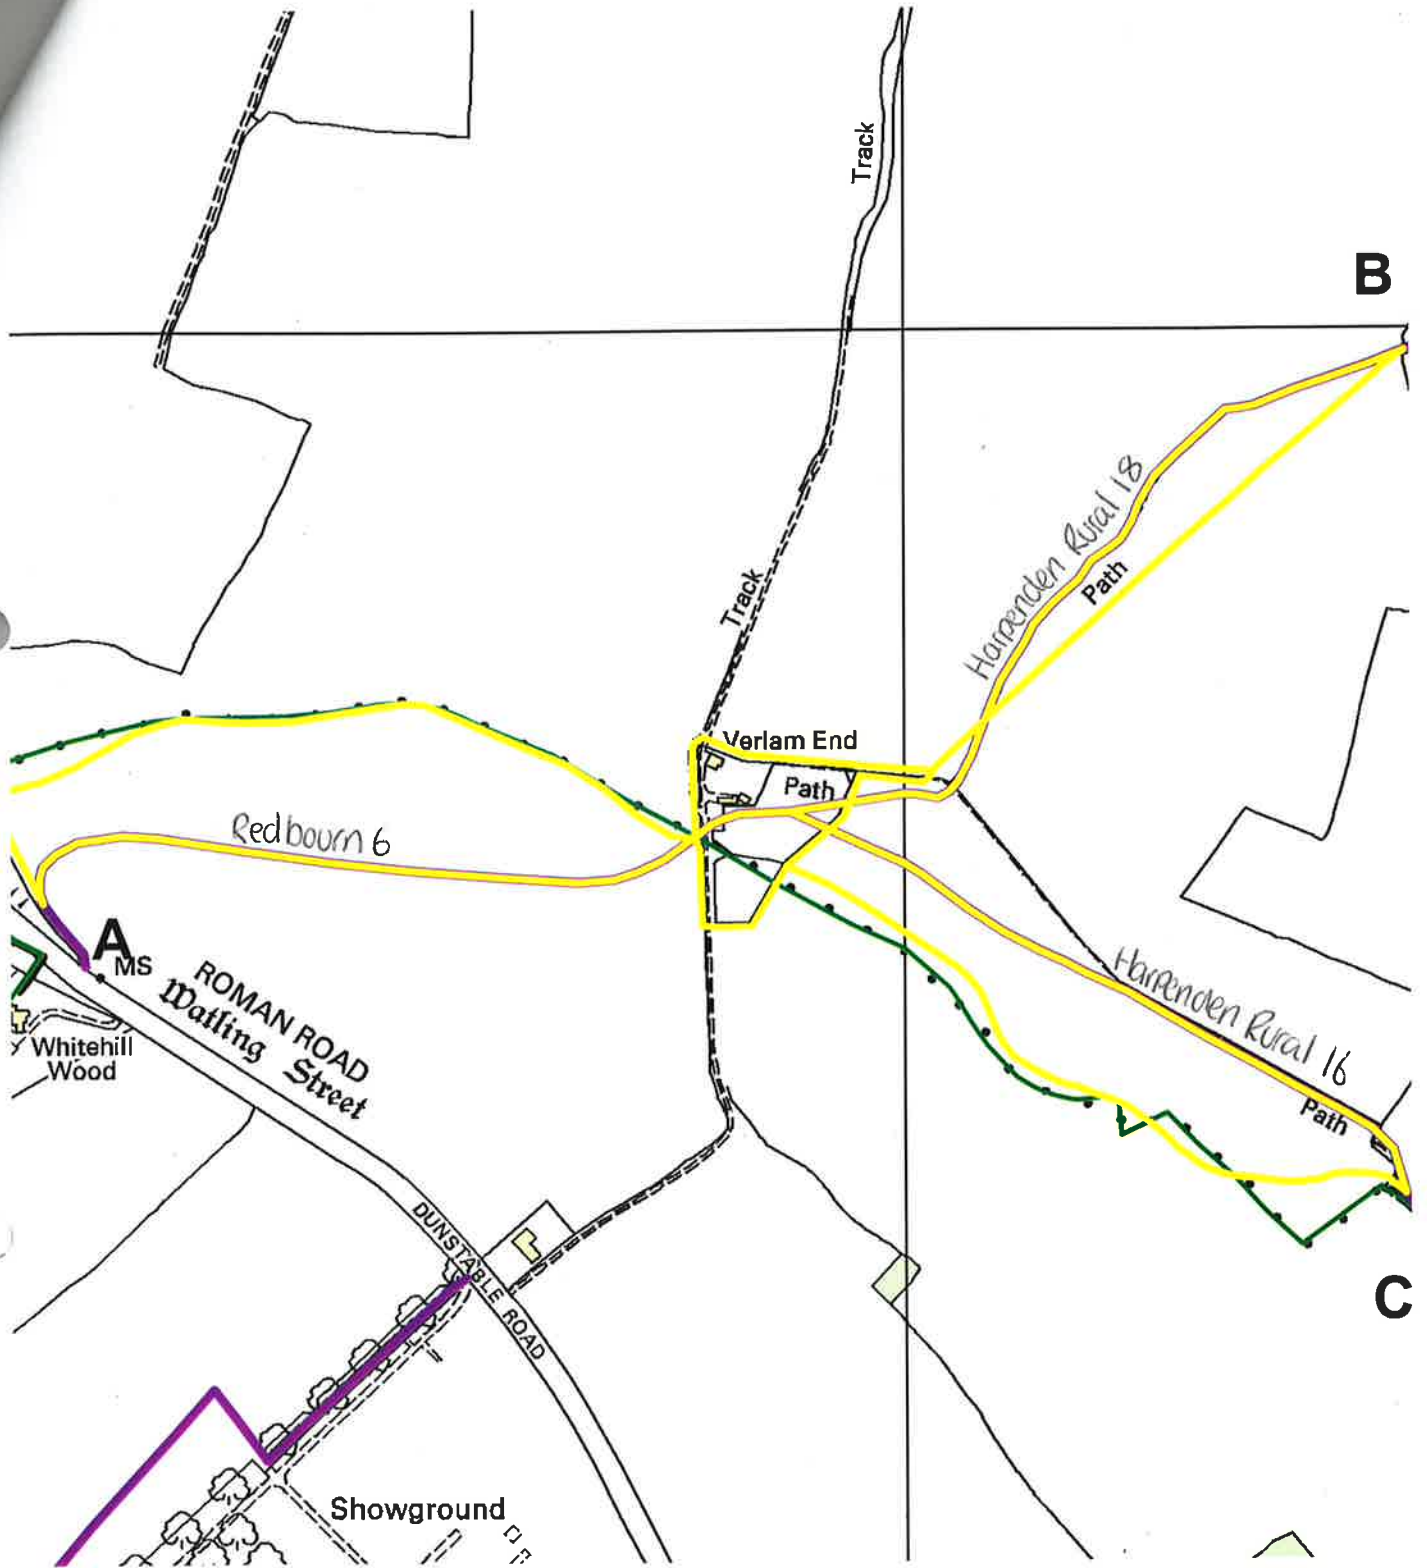 Track
B
Harpenden Rural 18
Path
Track
Verlam End
Path
Redbourn 6
A
MS
ROMAN ROAD
Watling Street
Whitehill
Wood
Harpenden Rural 16
Path
DUNSTABLE ROAD
C
Showground